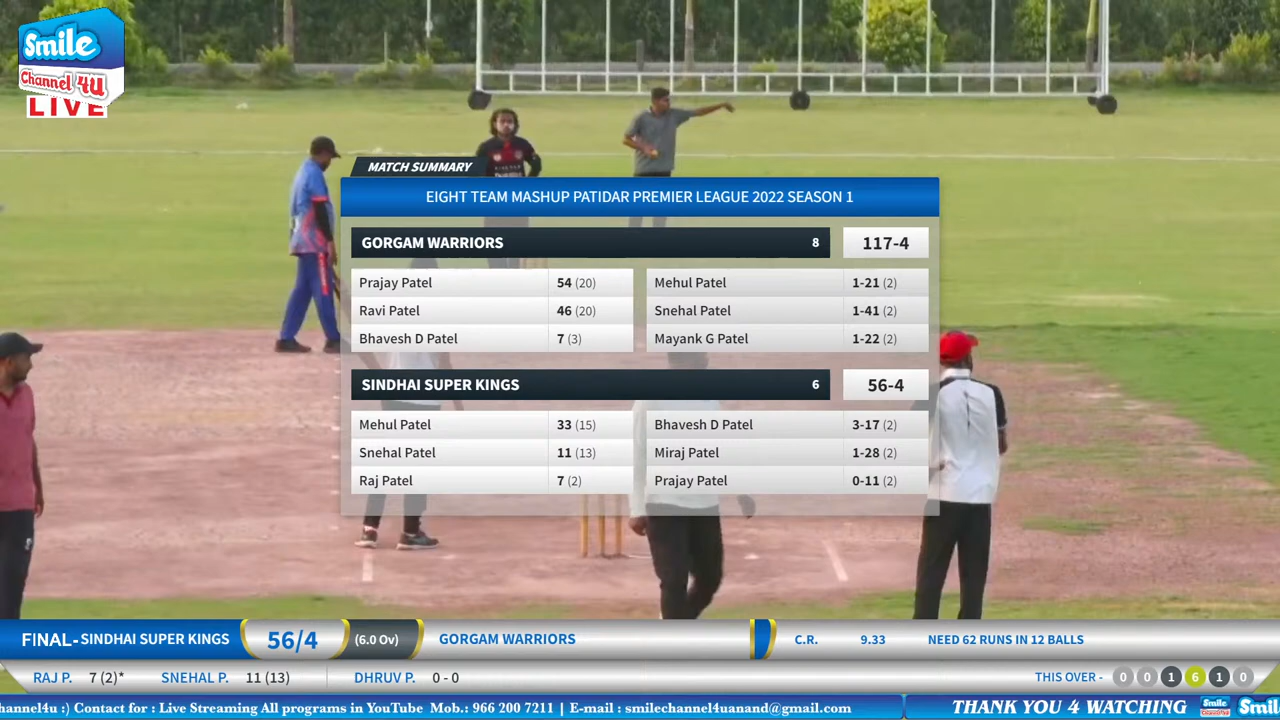 Smile
Channel 4U
LIVE
MATCH SUMMARY
EIGHT TEAM MASHUP PATIDAR PREMIER LEAGUE 2022 SEASON 1
GORGAM WARRIORS 8 117-4
Prajay Patel 54 (20) Mehul Patel 1-21 (2)
Ravi Patel 46 (20) Snehal Patel 1-41 (2)
Bhavesh D Patel 7 (3) Mayank G Patel 1-22 (2)
SINDHAI SUPER KINGS 6 56-4
Mehul Patel 33 (15) Bhavesh D Patel 3-17 (2)
Snehal Patel 11 (13) Miraj Patel 1-28 (2)
Raj Patel 7 (2) Prajay Patel 0-11 (2)
FINAL- SINDHAI SUPER KINGS 56/4 (6.0 Ov) GORGAM WARRIORS C.R. 9.33 NEED 62 RUNS IN 12 BALLS
RAJ P. 7 (2)* SNEHAL P. 11 (13) DHRUV P. 0 - 0 THIS OVER - 0 0 1 6 1 0
hannel4u :) Contact for : Live Streaming All programs in YouTube Mob.: 966 200 7211 | E-mail : smilechannel4uanand@gmail.com THANK YOU 4 WATCHING Smile Smil